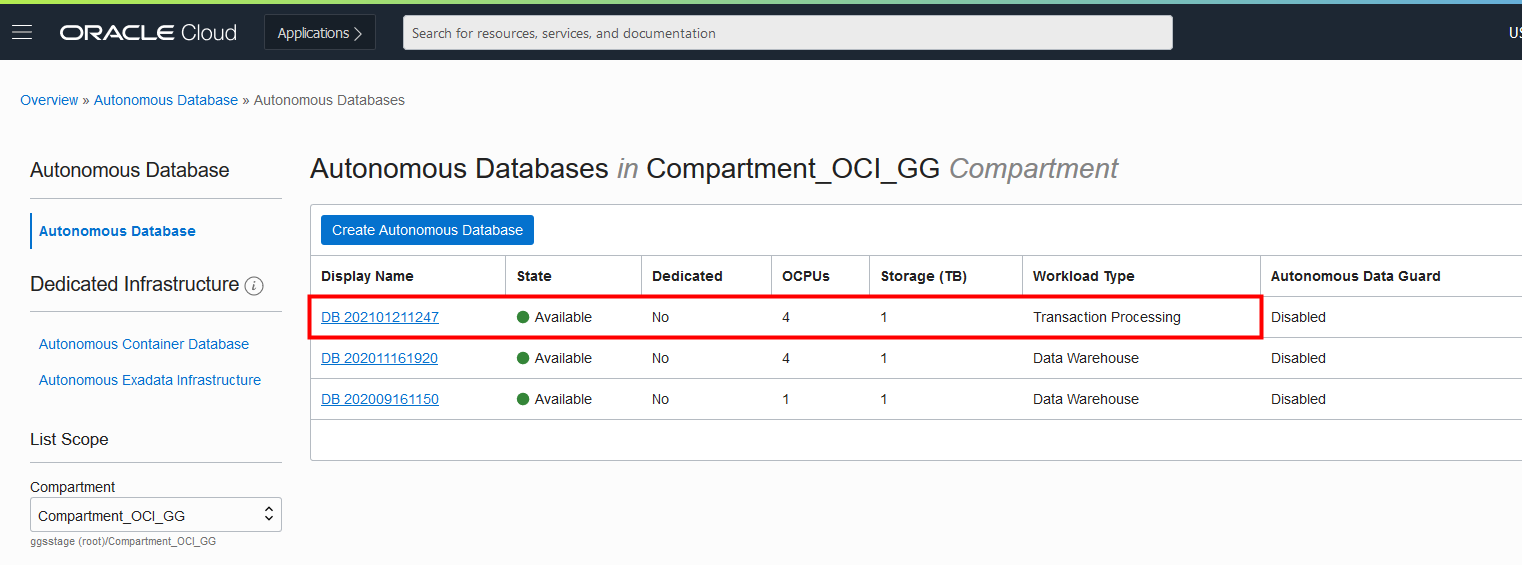 ORACLE Cloud Applications Search for resources, services, and documentation US
Overview » Autonomous Database » Autonomous Databases
Autonomous Database
Autonomous Database
Dedicated Infrastructure i
Autonomous Container Database
Autonomous Exadata Infrastructure
List Scope
Compartment
Compartment_OCI_GG
ggsstage (root)/Compartment_OCI_GG
Autonomous Databases in Compartment_OCI_GG Compartment
Create Autonomous Database
Display Name State Dedicated OCPUs Storage (TB) Workload Type Autonomous Data Guard
DB 202101211247 Available No 4 1 Transaction Processing Disabled
DB 202011161920 Available No 4 1 Data Warehouse Disabled
DB 202009161150 Available No 1 1 Data Warehouse Disabled